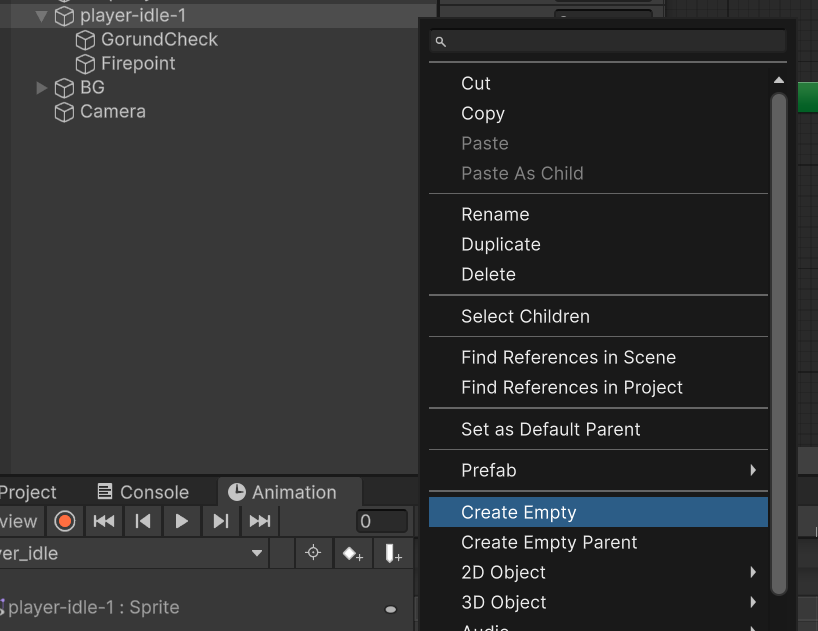 player-idle-1
GorundCheck
Firepoint
BG
Camera
Cut
Copy
Paste
Paste As Child
Rename
Duplicate
Delete
Select Children
Find References in Scene
Find References in Project
Set as Default Parent
Prefab
Create Empty
Create Empty Parent
2D Object
3D Object
Audio
Project
Console
Animation
view
0
er_idle
player-idle-1 : Sprite